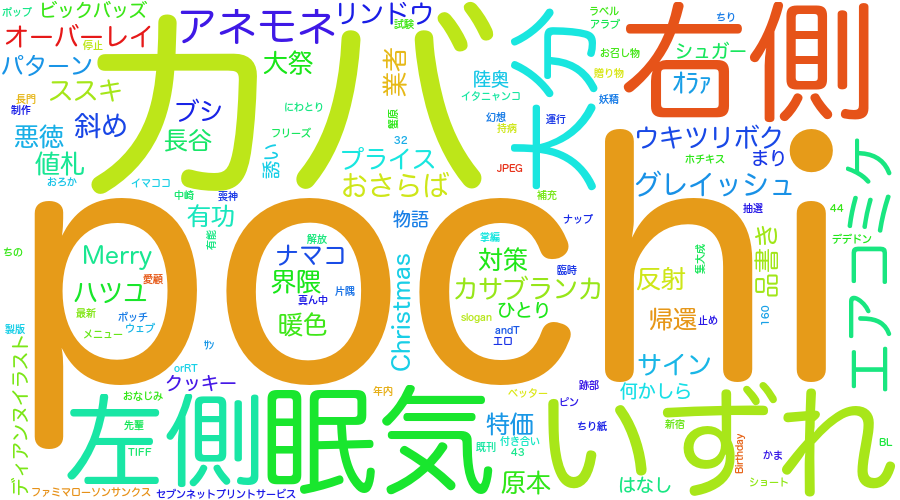 ポップ
ビックバッズ
オーバーレイ
停止
パターン
ススキ
長門
制作
悪徳
斜め
値札
おろか
カバ
アネモネ
リンドウ
試験
大祭
業者
ブシ
長谷
にわとり
留原
フリーズ
32
誘い
プライス
イマココ
中崎
喪神
おさらば
陸奥
イタニャンコ
幻想
持病
運行
JPEG
補充
大分
ラベル
アラブ
お召し物
贈り物
妖精
ちり
シュガー
右側
オラァ
ウキツリボク
ホチキス
まり
グレイッシュ
抽選
44
デデドン
エアコミケ
有功
有能
物語
ナップ
pochi
ちの
Merry
愛顧
ハツユ
最新
ポッチ
メニュー
ウェブ
製版
解放
ナマコ
界隈
真ん中
片隅
暖色
Christmas
掌編
対策
臨時
カサブランカ
ひとり
slogan
andT
エロ
反射
集大成
品書き
帰還
止め
160
サン
orRT
クッキー
年内
ベッター
跡部
サイン
何かしら
ディアンヌイラスト
おなじみ
左側
先輩
TIFF
眠気
特価
既刊
付き合い
43
原本
ピン
ちり紙
いずれ
新宿
Birthday
かま
BL
はなし
ショート
ファミマローソンサンクス
セブンネットプリントサービス